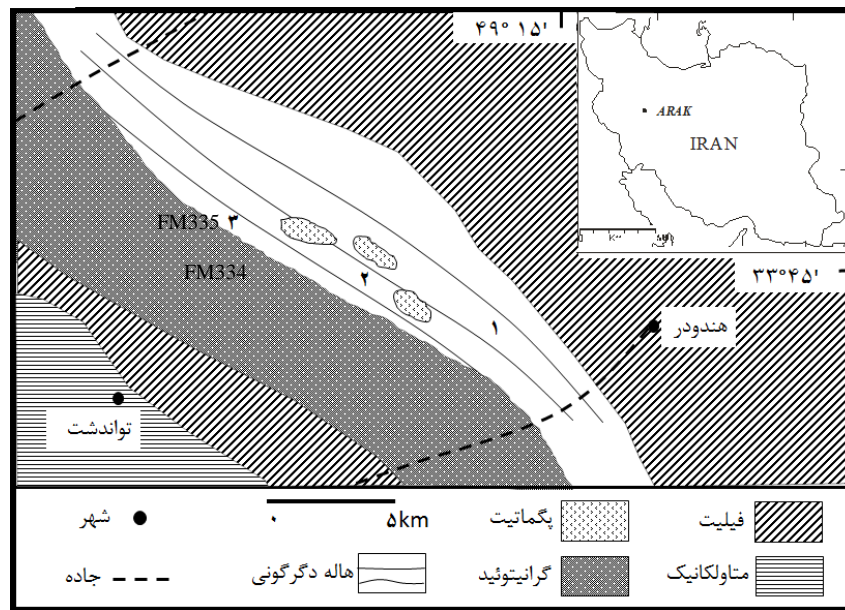 ۴۹° ۱۵'
ARAK
IRAN
۳۳°۴۵'
FM335 ۳
FM334
۲
۱
هندودر
تواندشت
۰ ۵km
شهر
پگماتیت
فیلیت
جاده
هاله دگرگونی
گرانیتوئید
متاولکانیک